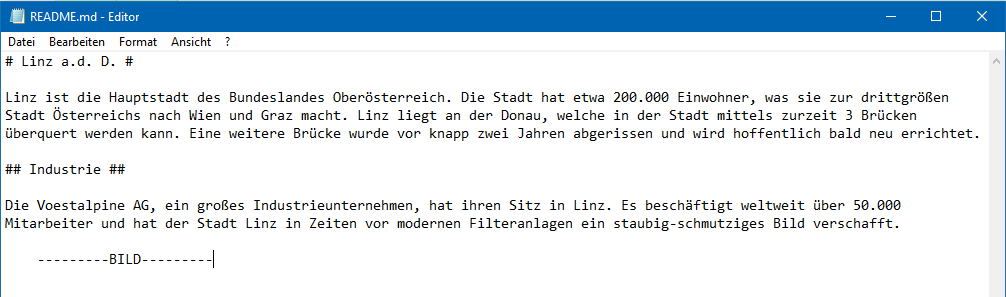 README.md - Editor
Datei Bearbeiten Format Ansicht ?
# Linz a.d. D. #
Linz ist die Hauptstadt des Bundeslandes Oberösterreich. Die Stadt hat etwa 200.000 Einwohner, was sie zur drittgrößen
Stadt Österreichs nach Wien und Graz macht. Linz liegt an der Donau, welche in der Stadt mittels zurzeit 3 Brücken
überquert werden kann. Eine weitere Brücke wurde vor knapp zwei Jahren abgerissen und wird hoffentlich bald neu errichtet.
## Industrie ##
Die Voestalpine AG, ein großes Industrieunternehmen, hat ihren Sitz in Linz. Es beschäftigt weltweit über 50.000
Mitarbeiter und hat der Stadt Linz in Zeiten vor modernen Filteranlagen ein staubig-schmutziges Bild verschafft.
---------BILD---------